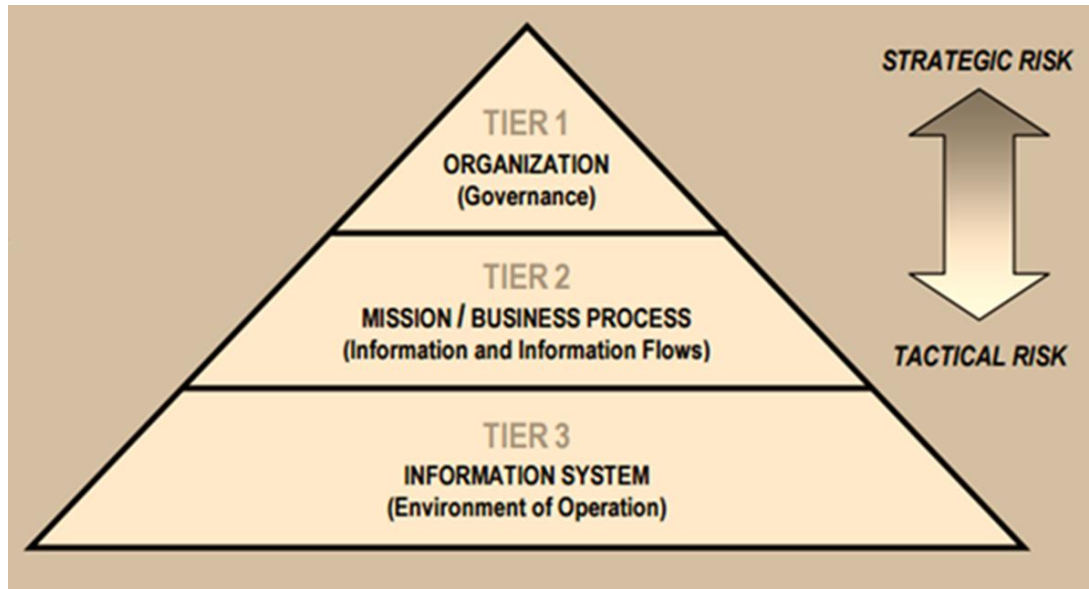 STRATEGIC RISK
TIER 1
ORGANIZATION
(Governance)
TIER 2
MISSION / BUSINESS PROCESS
(Information and Information Flows)
TACTICAL RISK
TIER 3
INFORMATION SYSTEM
(Environment of Operation)